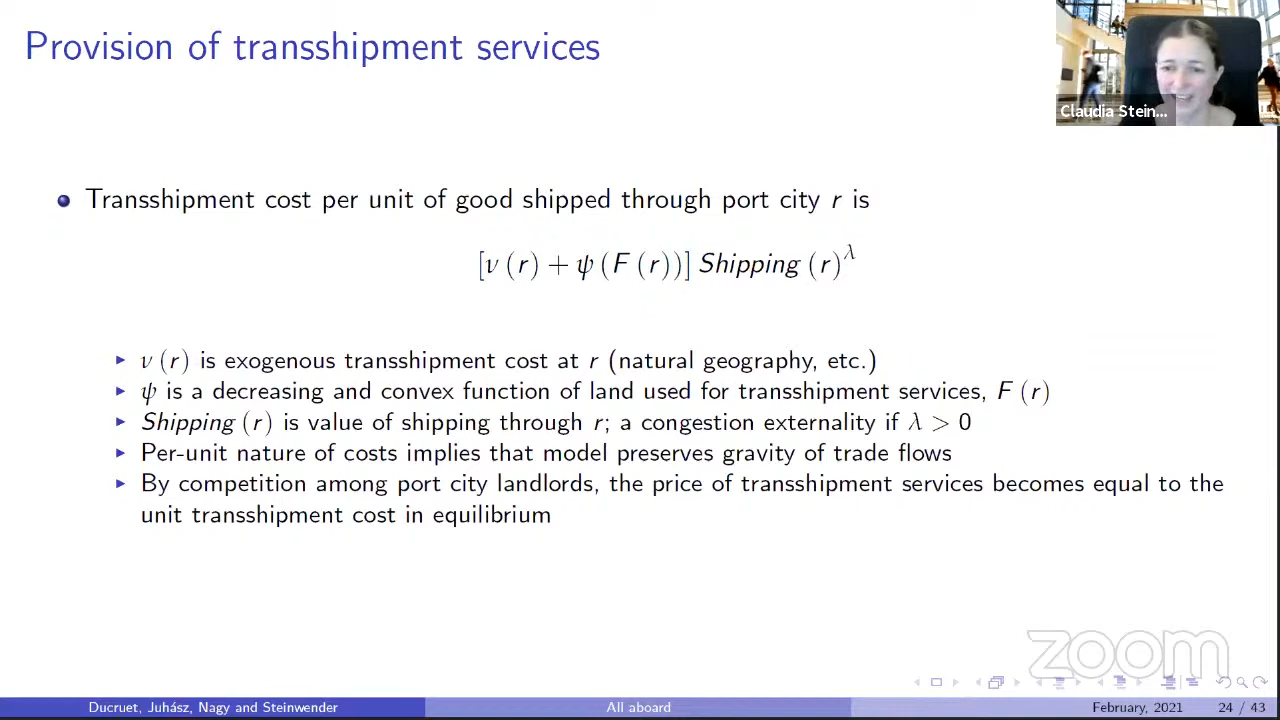 Provision of transshipment services
Claudia Stein...
Transshipment cost per unit of good shipped through port city r is
[ν (r) + ψ (F (r))] Shipping (r)^λ
ν (r) is exogenous transshipment cost at r (natural geography, etc.)
ψ is a decreasing and convex function of land used for transshipment services, F (r)
Shipping (r) is value of shipping through r; a congestion externality if λ > 0
Per-unit nature of costs implies that model preserves gravity of trade flows
By competition among port city landlords, the price of transshipment services becomes equal to the
unit transshipment cost in equilibrium
zoom
Ducruet, Juhász, Nagy and Steinwender
All aboard
February, 2021
24 / 43